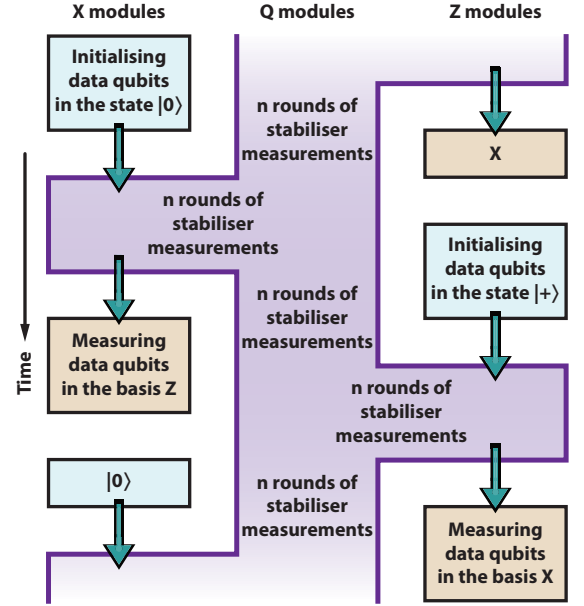 X modules
Q modules
Z modules
Initialising
data qubits
in the state |0⟩
n rounds of
stabiliser
measurements
X
n rounds of
stabiliser
measurements
Initialising
data qubits
in the state |+⟩
n rounds of
stabiliser
measurements
Time
Measuring
data qubits
in the basis Z
n rounds of
stabiliser
measurements
|0⟩
n rounds of
stabiliser
measurements
Measuring
data qubits
in the basis X